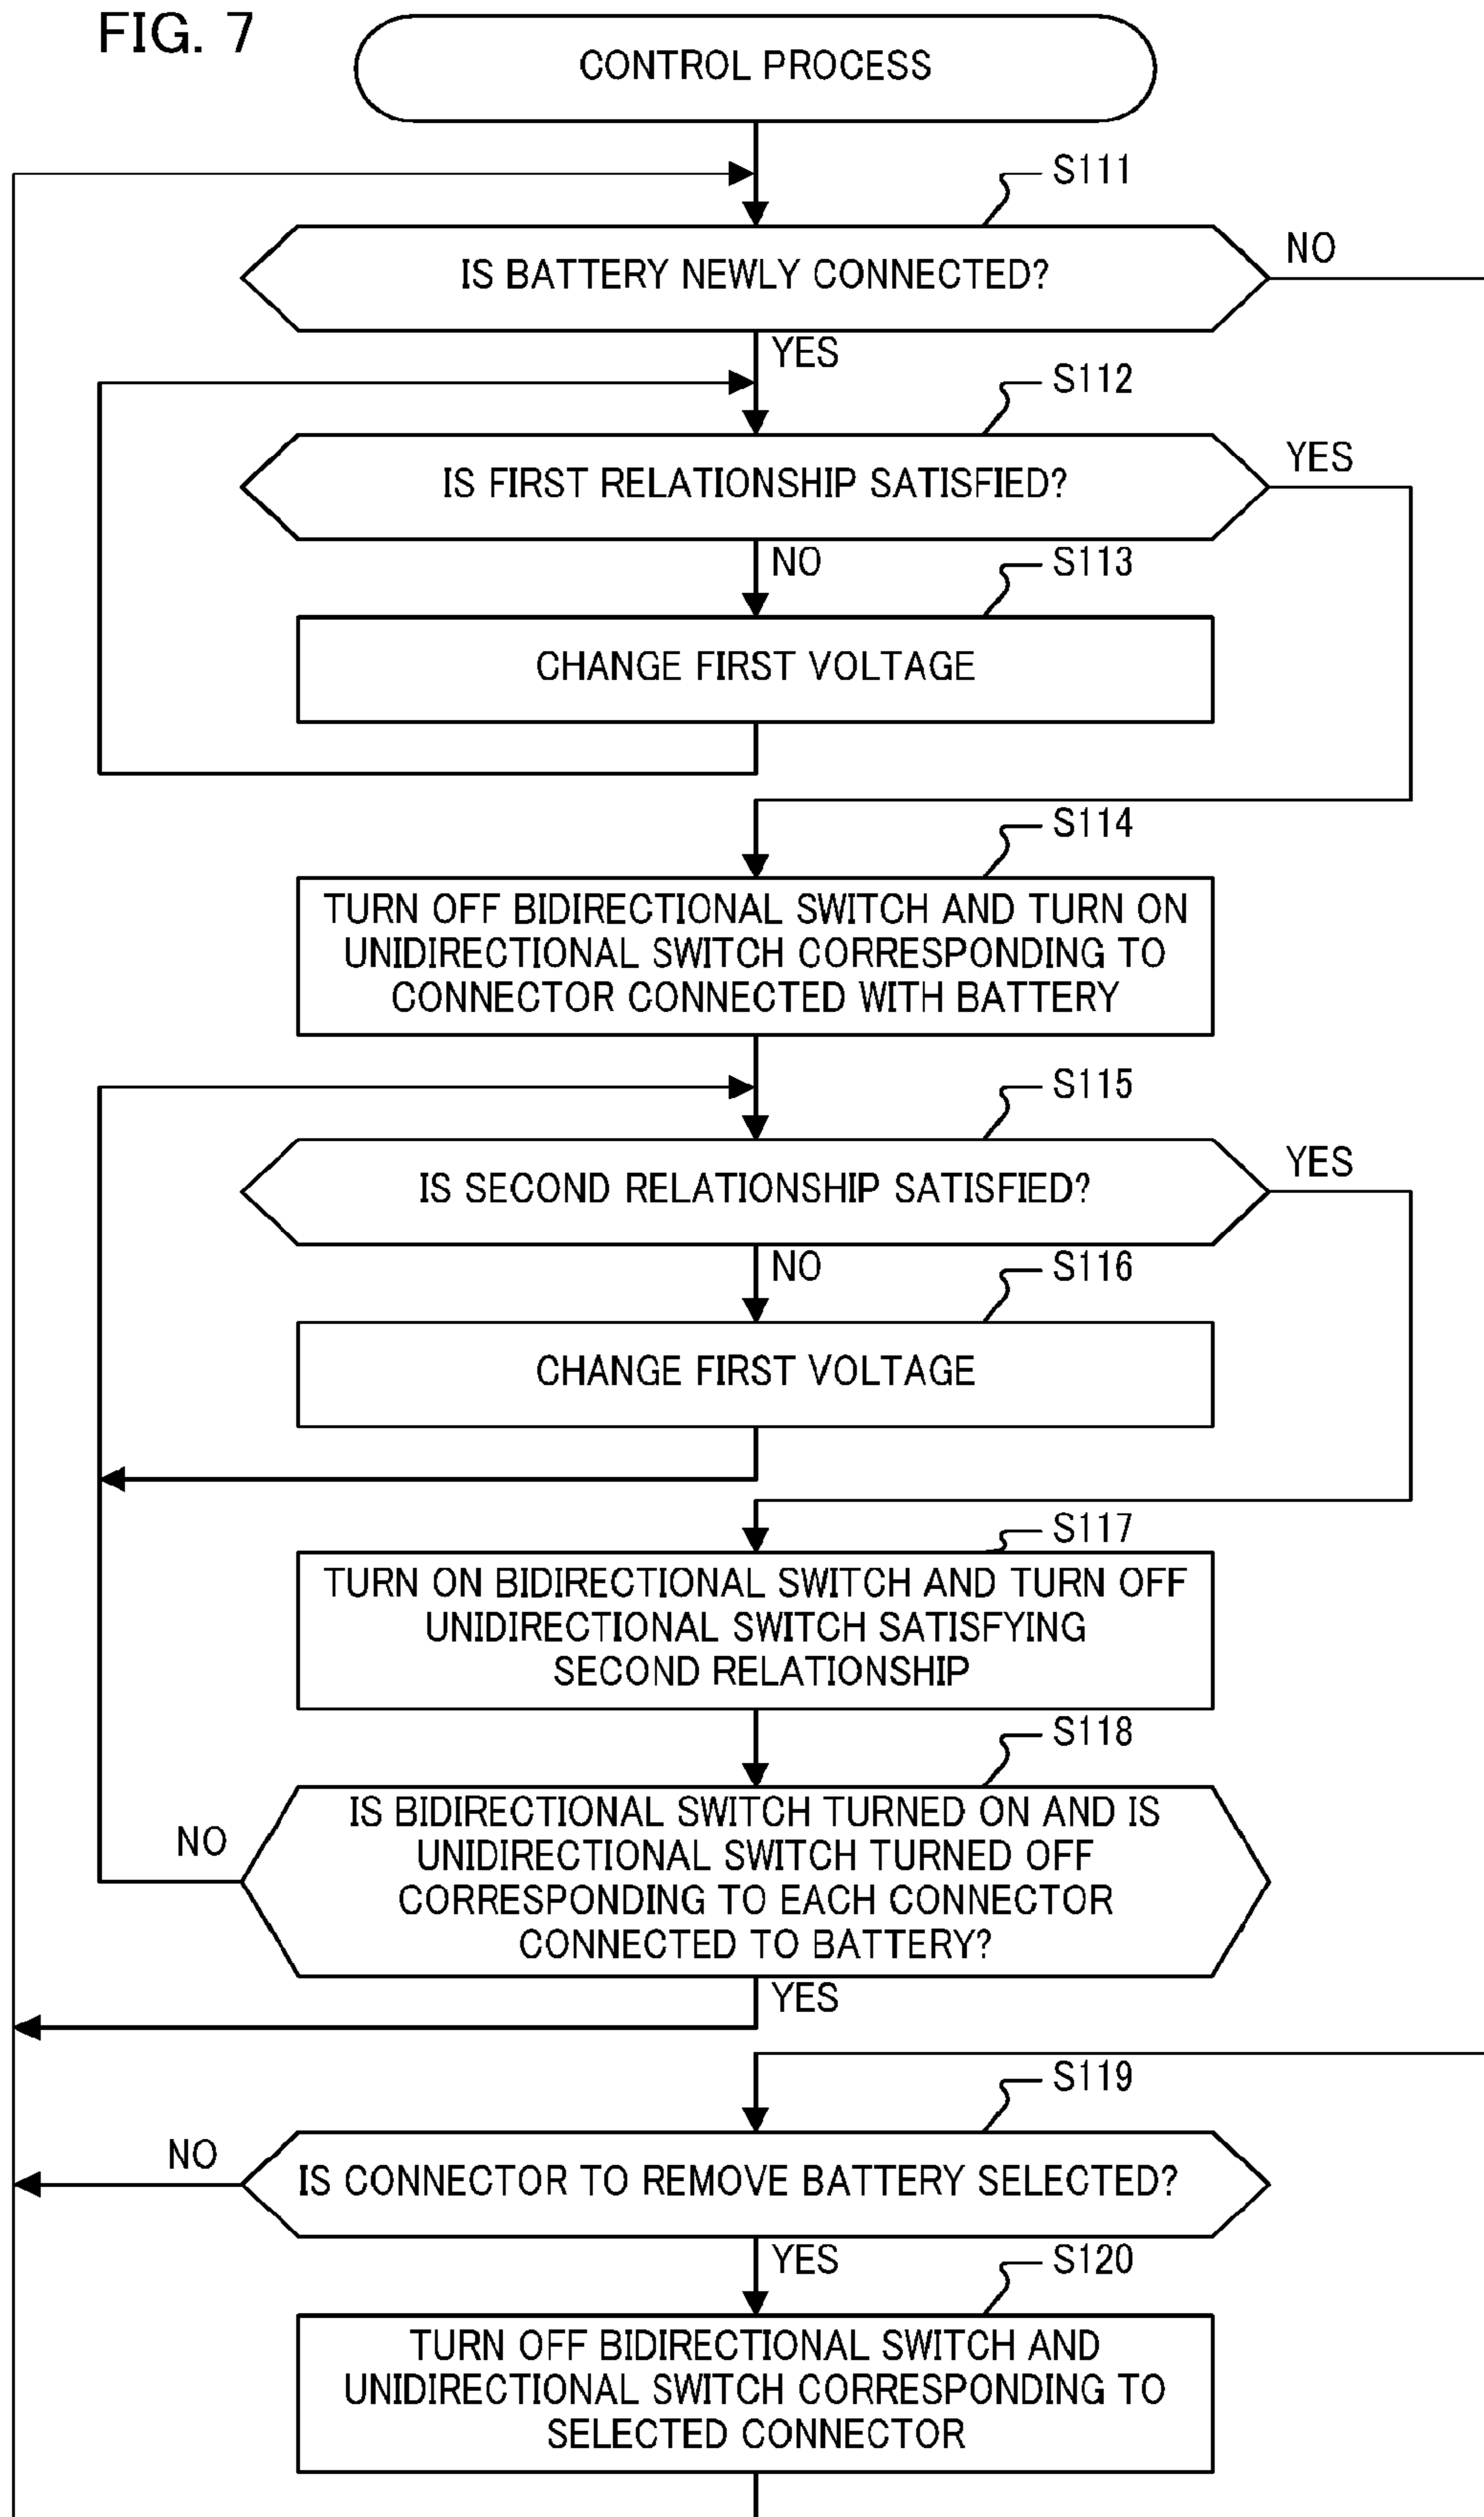 FIG. 7
CONTROL PROCESS
S111
IS BATTERY NEWLY CONNECTED?
NO
YES
S112
IS FIRST RELATIONSHIP SATISFIED?
YES
NO
S113
CHANGE FIRST VOLTAGE
S114
TURN OFF BIDIRECTIONAL SWITCH AND TURN ON
UNIDIRECTIONAL SWITCH CORRESPONDING TO
CONNECTOR CONNECTED WITH BATTERY
S115
IS SECOND RELATIONSHIP SATISFIED?
YES
NO
S116
CHANGE FIRST VOLTAGE
S117
TURN ON BIDIRECTIONAL SWITCH AND TURN OFF
UNIDIRECTIONAL SWITCH SATISFYING
SECOND RELATIONSHIP
S118
IS BIDIRECTIONAL SWITCH TURNED ON AND IS
UNIDIRECTIONAL SWITCH TURNED OFF
CORRESPONDING TO EACH CONNECTOR
CONNECTED TO BATTERY?
NO
YES
S119
IS CONNECTOR TO REMOVE BATTERY SELECTED?
NO
YES
S120
TURN OFF BIDIRECTIONAL SWITCH AND
UNIDIRECTIONAL SWITCH CORRESPONDING TO
SELECTED CONNECTOR